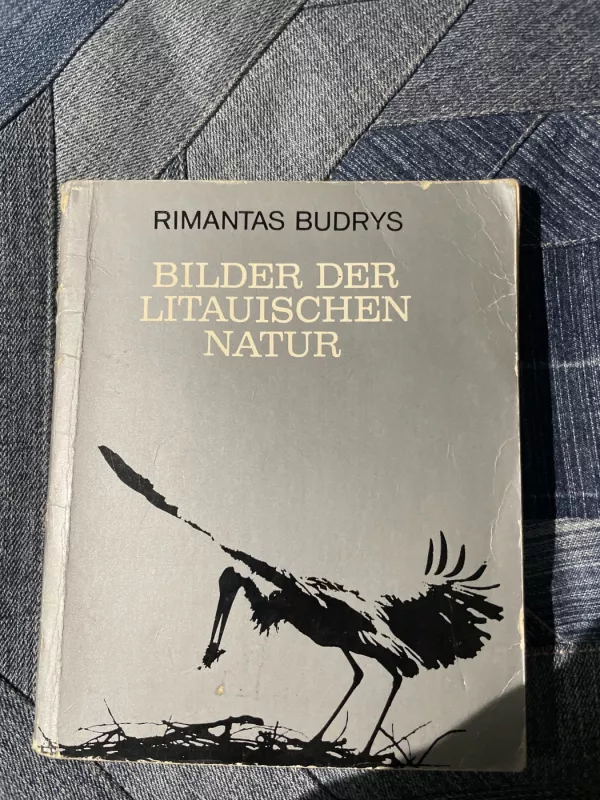 RIMANTAS BUDRYS
BILDER DER
LITAUISCHEN
NATUR